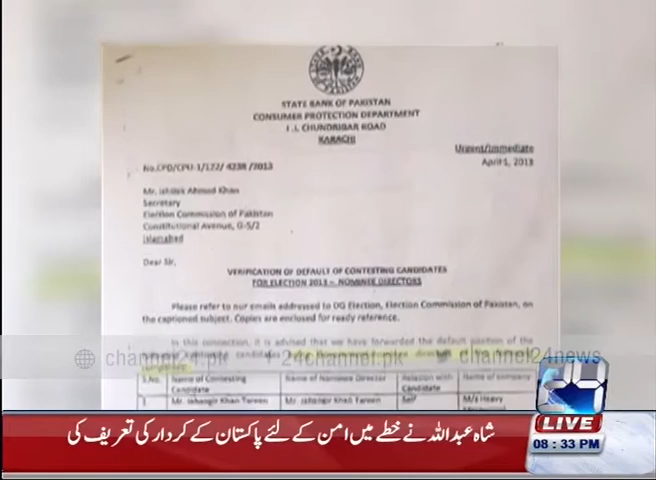 STATE BANK OF PAKISTAN
CONSUMER PROTECTION DEPARTMENT
I.I. CHUNDRIGAR ROAD
KARACHI
Urgent/Immediate
No.CPD/CPU-1/122/ 4238 /2013
April 1, 2013
Mr. Ishtiak Ahmad Khan
Secretary
Election Commission of Pakistan
Constitutional Avenue, G-5/2
Islamabad
Dear Sir,
VERIFICATION OF DEFAULT OF CONTESTING CANDIDATES
FOR ELECTION 2013 – NOMINEE DIRECTORS
Please refer to our emails addressed to DG Election, Election Commission of Pakistan, on
the captioned subject. Copies are enclosed for ready reference.
In this connection, it is advised that we have forwarded the default position of the
candidates
channel24.pk 24channel.pk channel24news
S.No. Name of Contesting Candidate Name of Nominee Director Relation with Candidate Name of company
1 Mr. Jahangir Khan Tareen Mr. Jahangir Khan Tareen Self M/s Heavy
24
LIVE
08 : 33 PM
شاہ عبداللہ نے خطے میں امن کے لئے پاکستان کے کردار کی تعریف کی